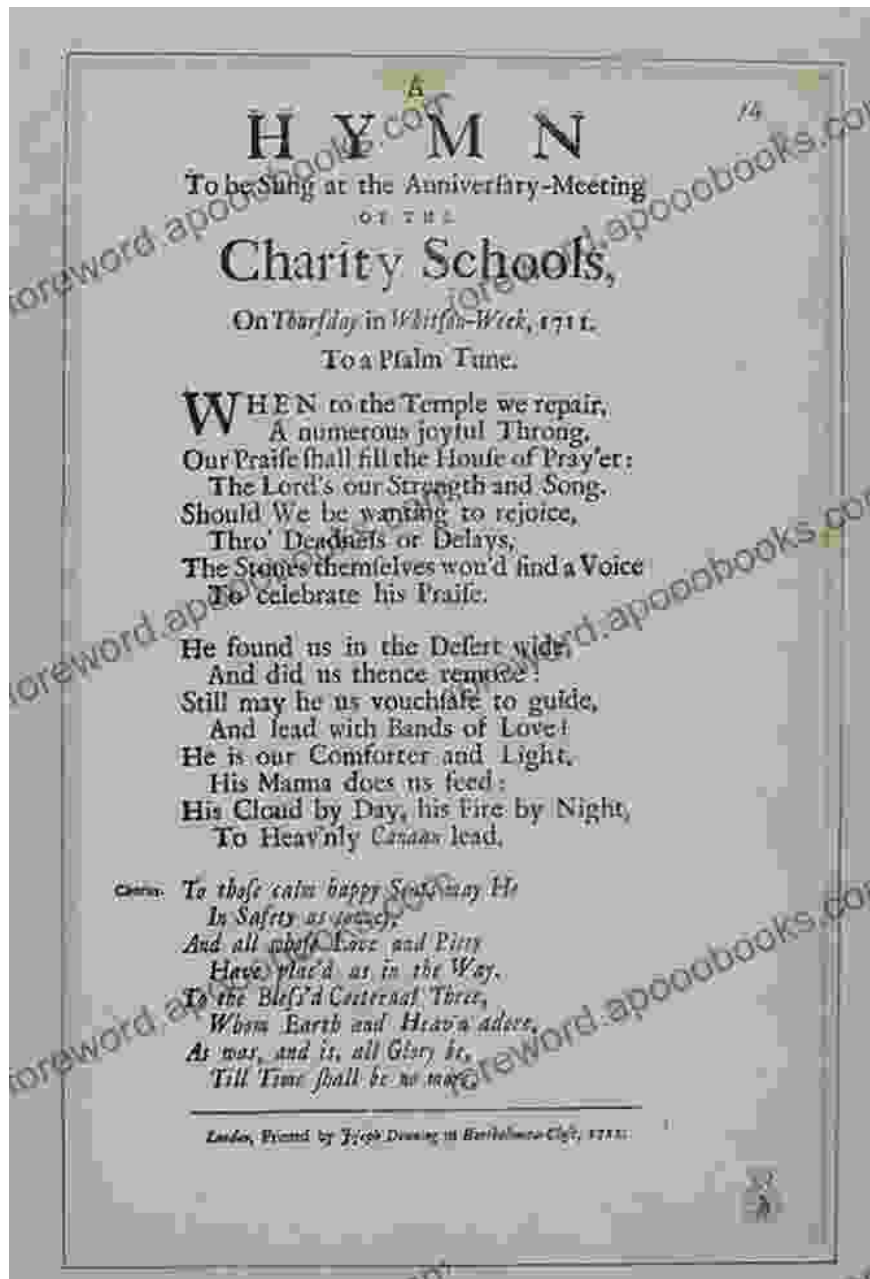 A
HYMN
To be Sung at the Anniverſary-Meeting
OF THE
Charity Schools,
On Thurſday in Whitſun-Week, 1711.
To a Pſalm Tune.
14
WHEN to the Temple we repair,
A numerous joyful Throng,
Our Praiſe ſhall fill the Houſe of Pray'er:
The Lord's our Strength and Song.
Should We be wanting to rejoice,
Thro' Deadneſs or Delays,
The Stones themſelves wou'd find a Voice
To celebrate his Praiſe.
He found us in the Deſert wide,
And did us thence remove:
Still may he us vouchſafe to guide,
And lead with Bands of Love!
He is our Comforter and Light,
His Manna does us feed:
His Cloud by Day, his Fire by Night,
To Heav'nly Canaan lead.
Chorus. To thoſe calm happy Seats may He
In Safety us convey,
And all whoſe Love and Pitty
Have plac'd us in the Way.
To the Bleſs'd Coeternal Three,
Whom Earth and Heav'n adore,
As was, and is, all Glory be,
Till Time ſhall be no more.
London, Printed by Joſeph Downing in Bartholomew-Cloſe, 1711.
foreword.apooobooks.com
foreword.apooobooks.com
foreword.apooobooks.com
foreword.apooobooks.com
foreword.apooobooks.com
foreword.apooobooks.com